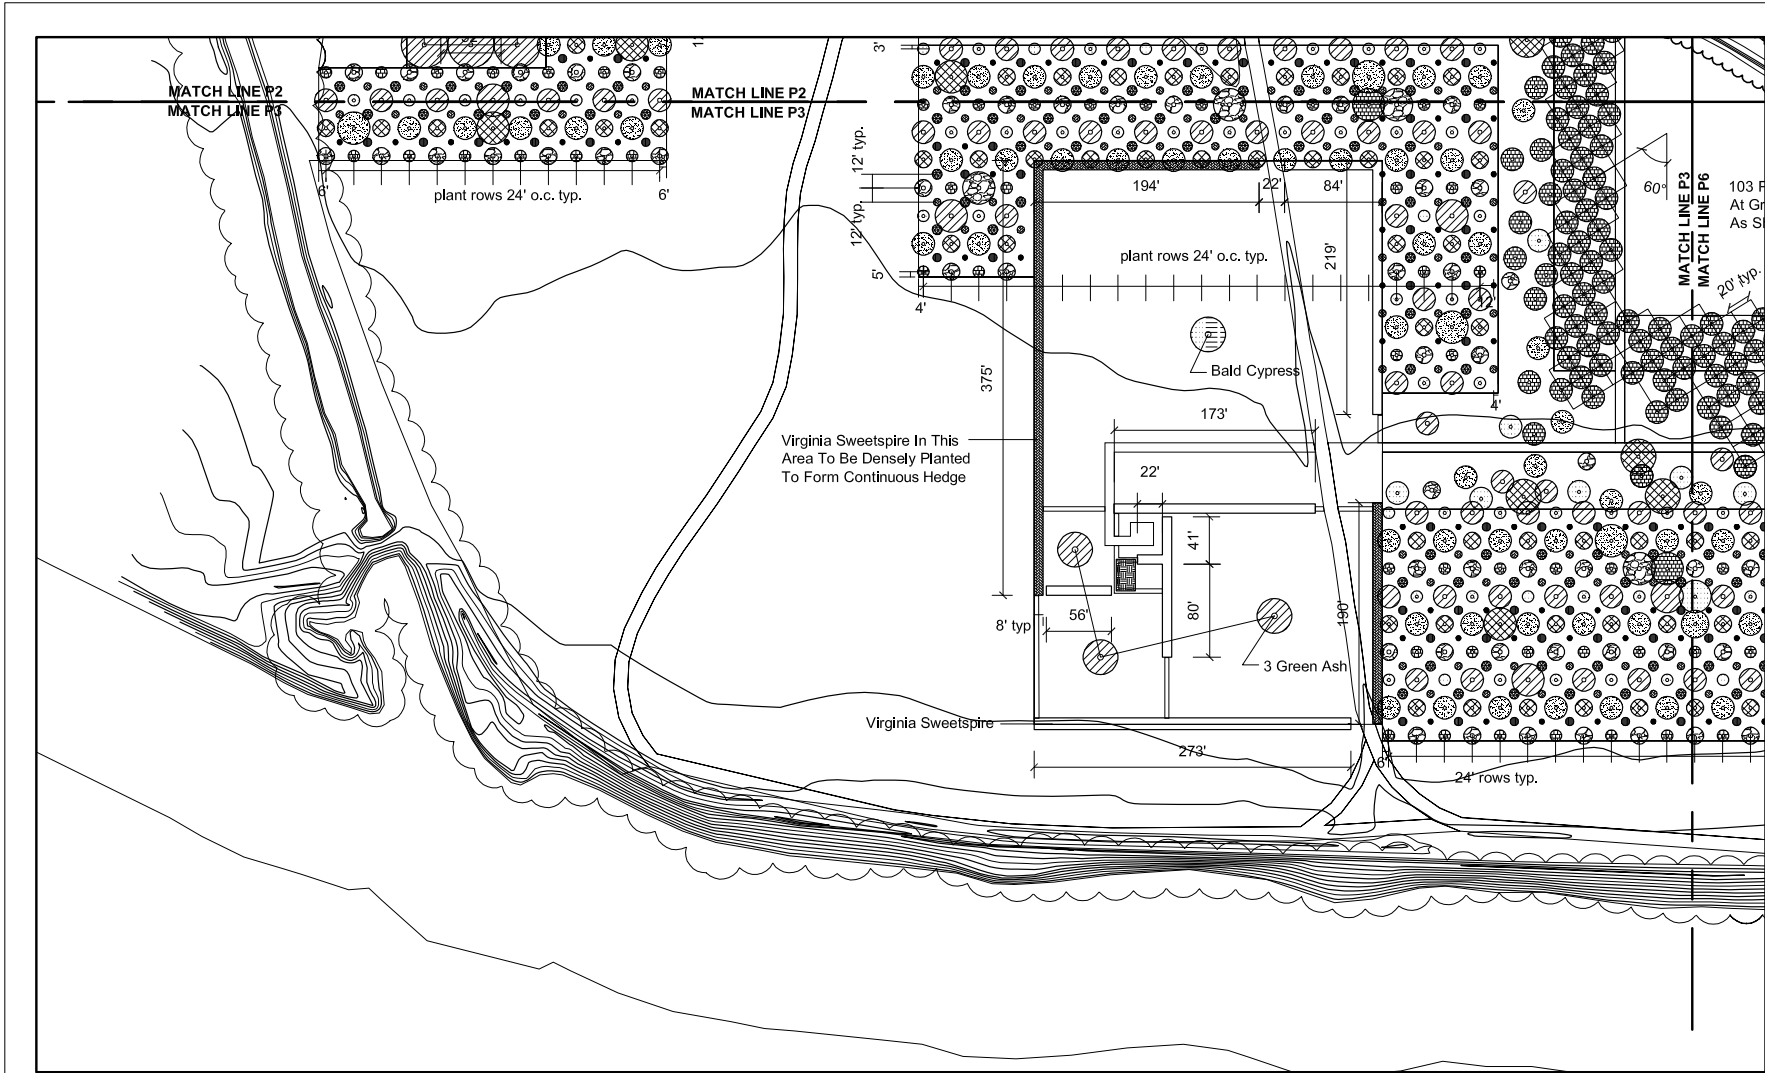 MATCH LINE P2
MATCH LINE P3
MATCH LINE P2
MATCH LINE P3
3'
12' typ.
12' typ.
5'
6'
plant rows 24' o.c. typ.
6'
194'
22'
84'
60°
MATCH LINE P3
MATCH LINE P6
103
At
As
20' typ.
plant rows 24' o.c. typ.
219'
4'
375'
Bald Cypress
4'
173'
Virginia Sweetspire In This
Area To Be Densely Planted
To Form Continuous Hedge
22'
41'
80'
190'
56'
8' typ
3 Green Ash
Virginia Sweetspire
273'
6'
24' rows typ.